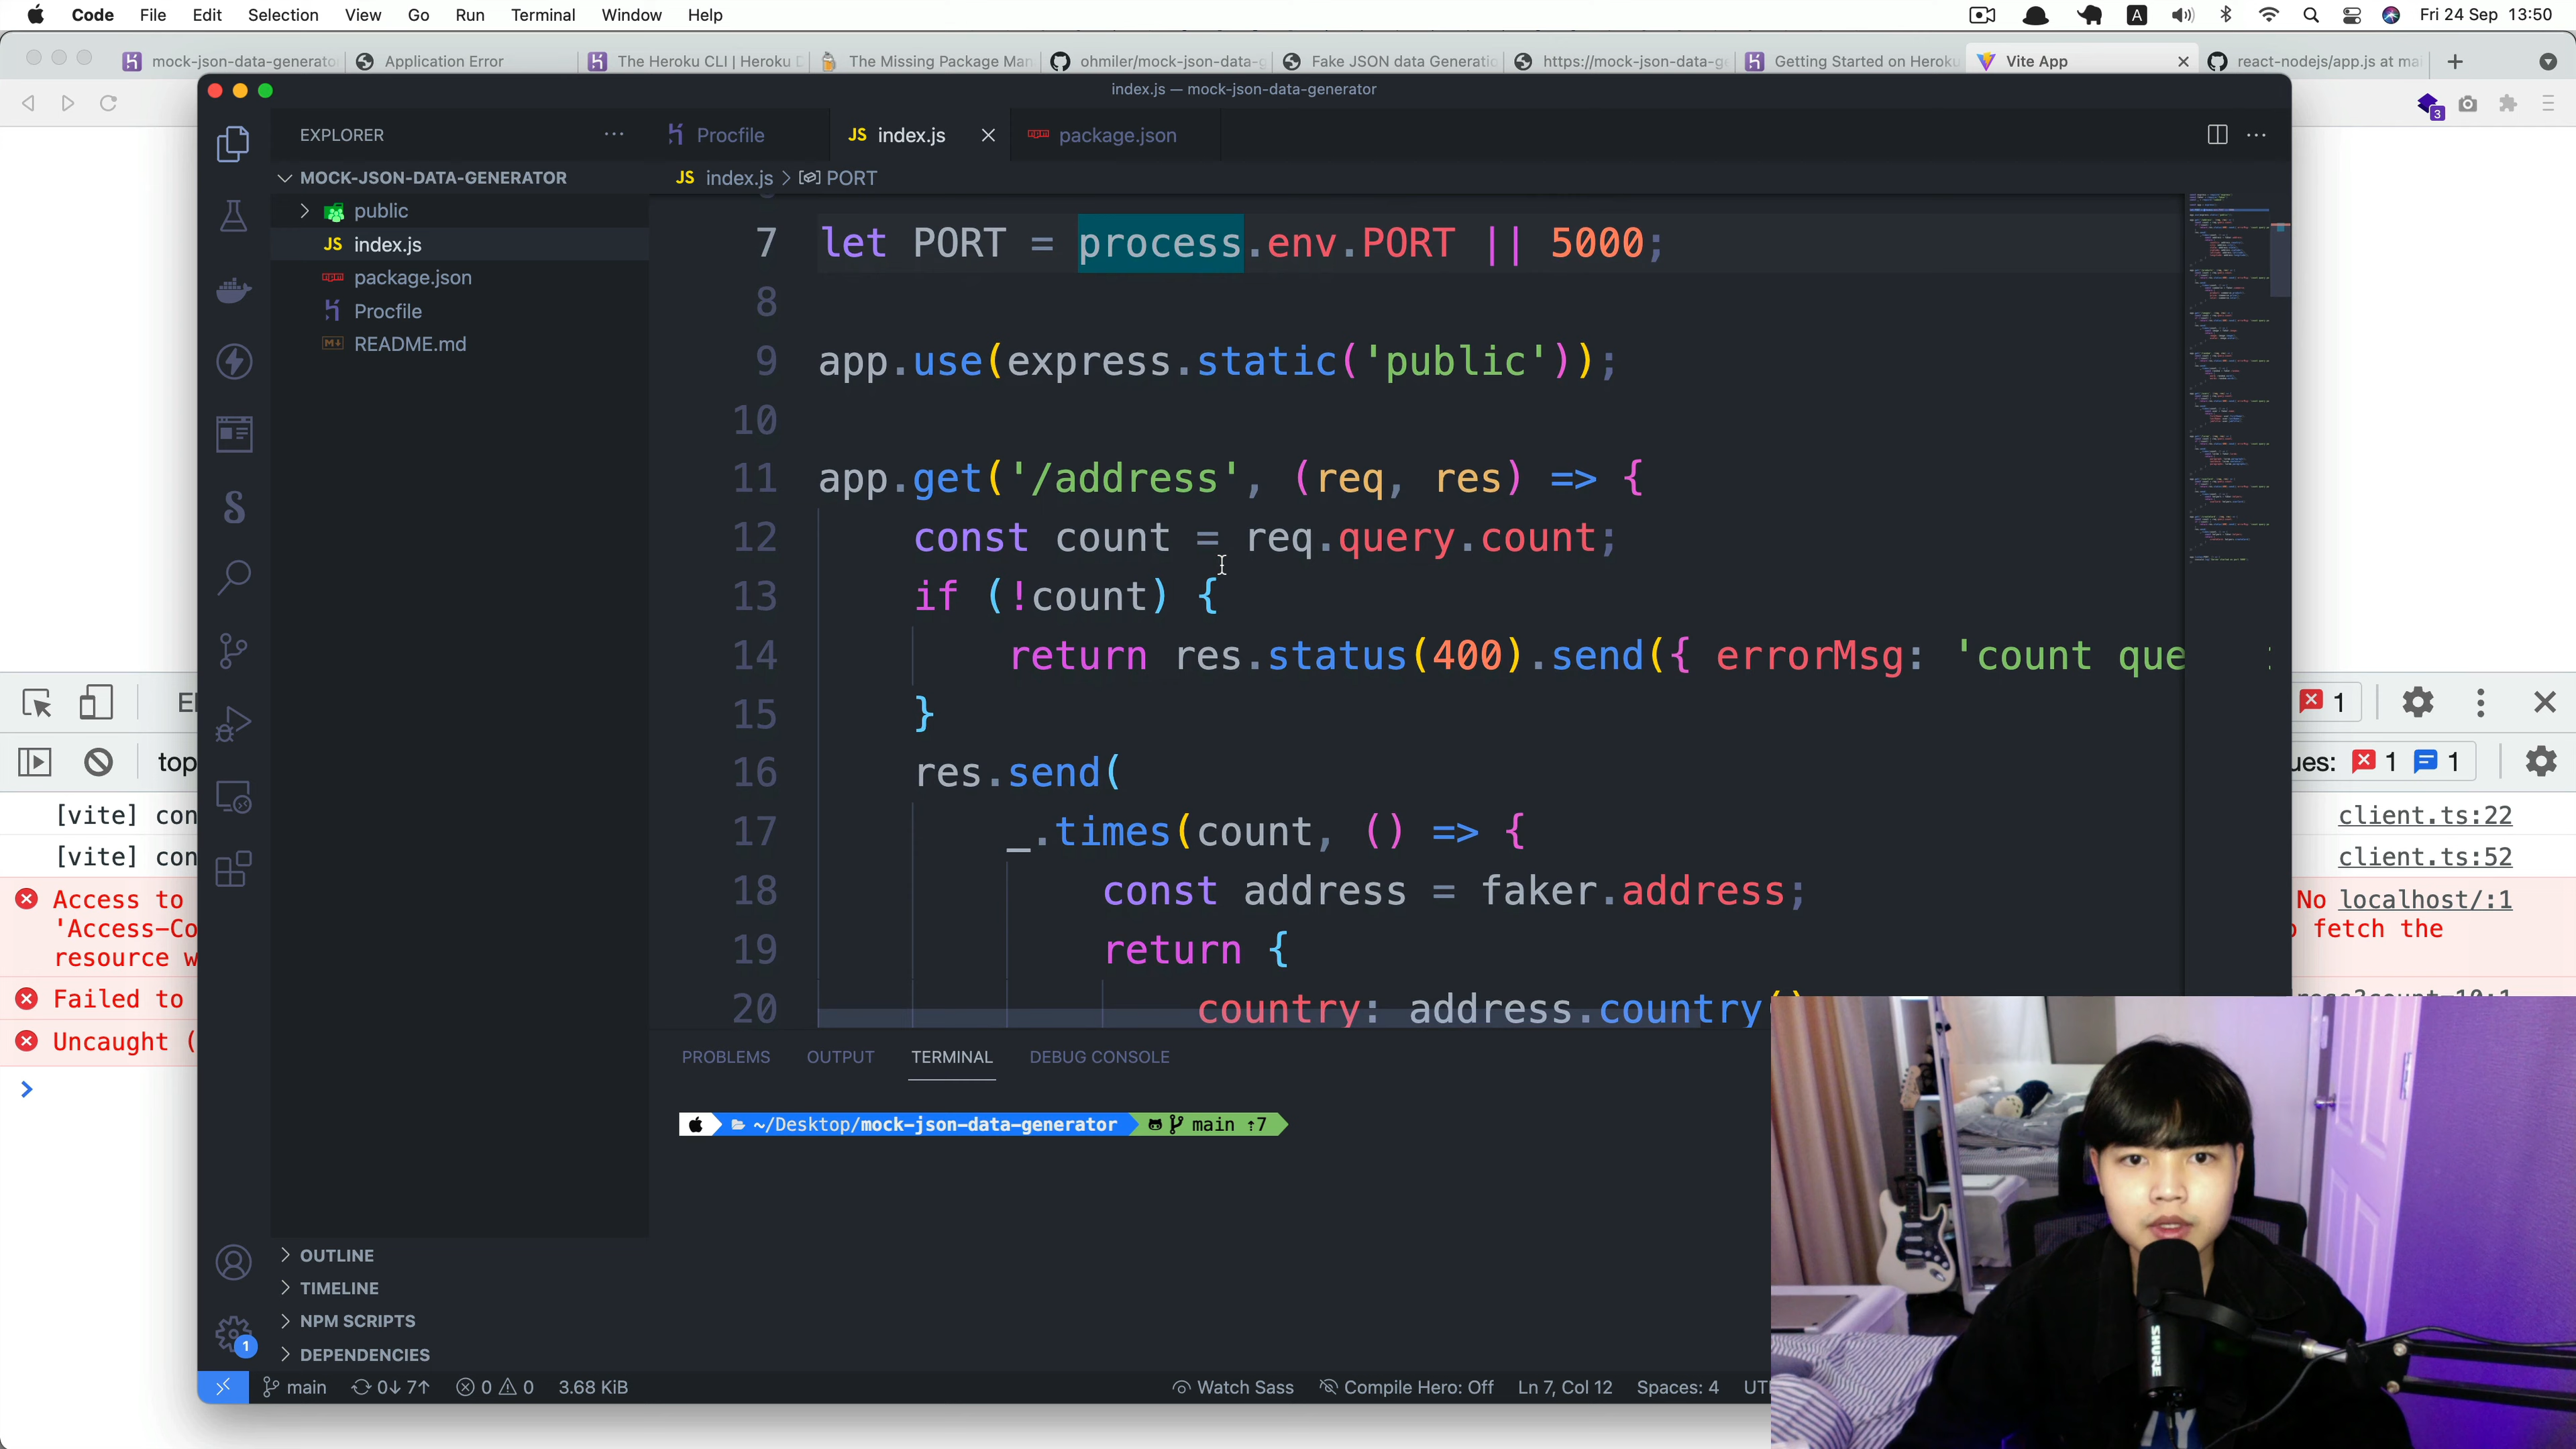 Code File Edit Selection View Go Run Terminal Window Help
A Fri 24 Sep 13:50
mock-json-data-generato
Application Error
The Heroku CLI | Heroku D
The Missing Package Man
ohmiler/mock-json-data-g
Fake JSON data Generatio
https://mock-json-data-ge
Getting Started on Heroku
Vite App
react-nodejs/app.js at mai
index.js — mock-json-data-generator
3
EXPLORER
Procfile
JS index.js
package.json
MOCK-JSON-DATA-GENERATOR
JS index.js > PORT
public
JS index.js
package.json
Procfile
README.md
7 let PORT = process.env.PORT || 5000;
8
9 app.use(express.static('public'));
10
11 app.get('/address', (req, res) => {
12 const count = req.query.count;
13 if (!count) {
14 return res.status(400).send({ errorMsg: 'count que
15 }
16 res.send(
17 _.times(count, () => {
18 const address = faker.address;
19 return {
20 country: address.country()
El
1
top
ues: 1 1
[vite] con
client.ts:22
[vite] con
client.ts:52
Access to
No localhost/:1
'Access-Co
fetch the
resource w
Failed to
Uncaught (
PROBLEMS OUTPUT TERMINAL DEBUG CONSOLE
~/Desktop/mock-json-data-generator main ↑7
OUTLINE
TIMELINE
NPM SCRIPTS
DEPENDENCIES
1
main 0↓ 7↑ 0 0 3.68 KiB
Watch Sass Compile Hero: Off Ln 7, Col 12 Spaces: 4 UT
SHURE